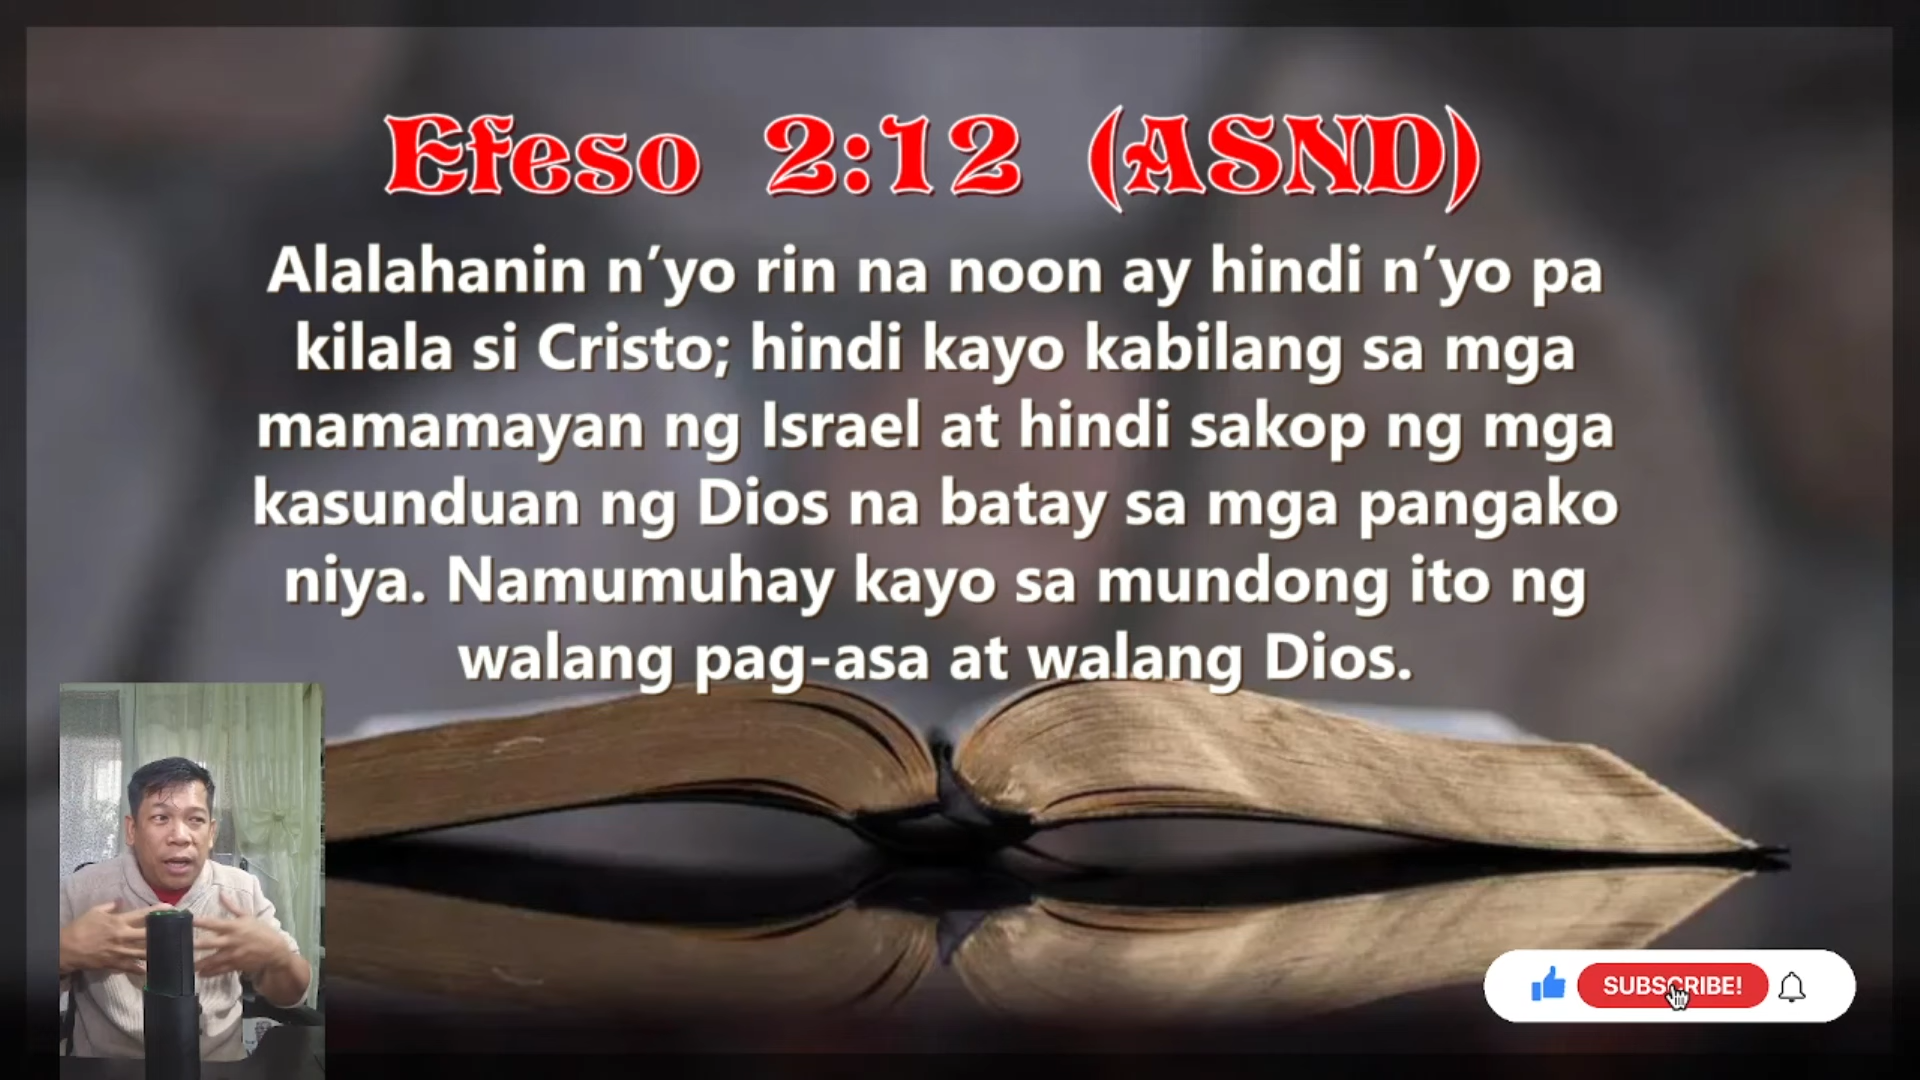 Efeso 2:12 (ASND)
Alalahanin n’yo rin na noon ay hindi n’yo pa
kilala si Cristo; hindi kayo kabilang sa mga
mamamayan ng Israel at hindi sakop ng mga
kasunduan ng Dios na batay sa mga pangako
niya. Namumuhay kayo sa mundong ito ng
walang pag-asa at walang Dios.
SUBSCRIBE!